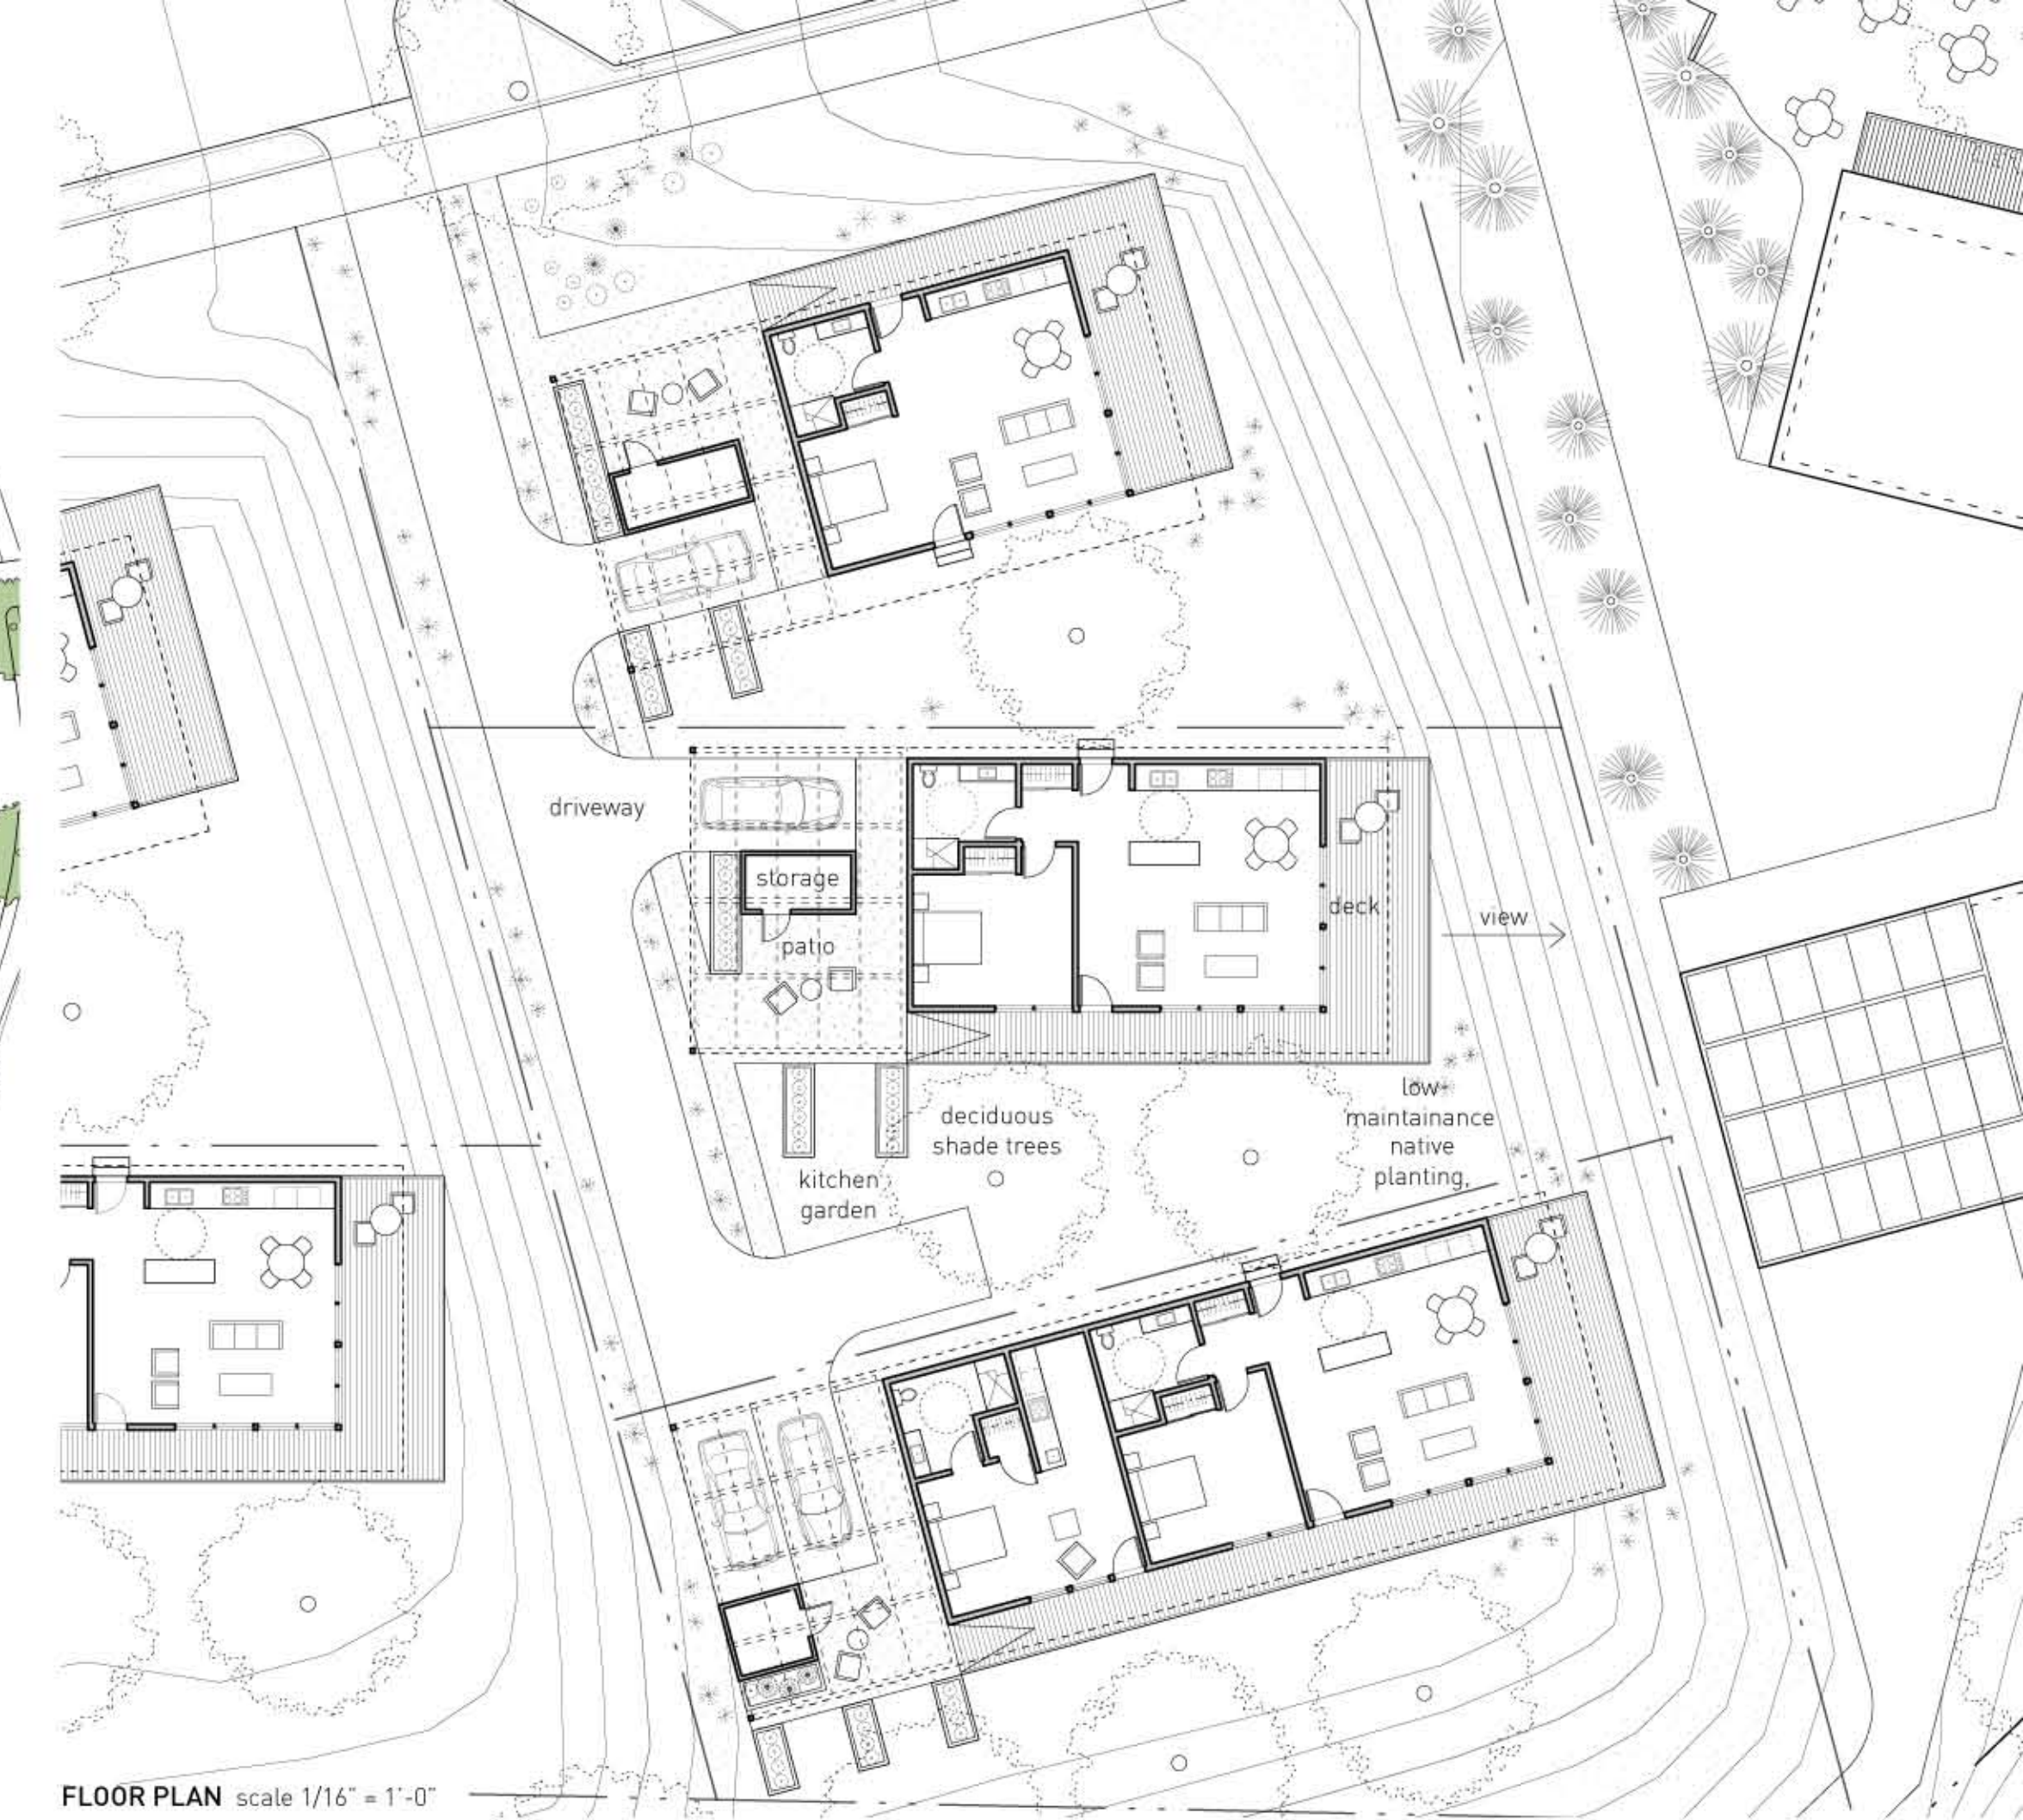 driveway
storage
patio
deck
view
low
maintainance
native
planting,
deciduous
shade trees
kitchen
garden
FLOOR PLAN scale 1/16" = 1'-0"